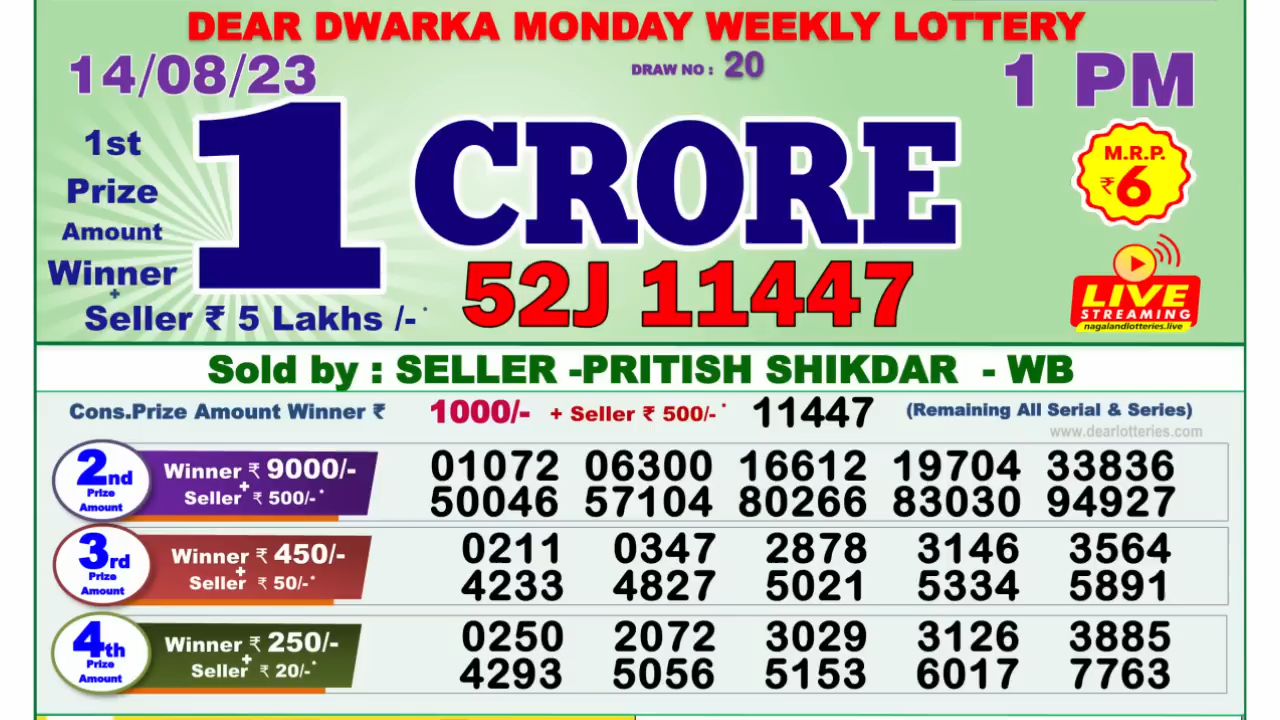 DEAR DWARKA MONDAY WEEKLY LOTTERY
14/08/23
DRAW NO : 20
1 PM
1st
Prize
Amount
Winner
+
Seller ₹ 5 Lakhs /-*
1 CRORE
52J 11447
M.R.P.
₹6
LIVE
STREAMING
nagalandlotteries.live
Sold by : SELLER -PRITISH SHIKDAR - WB
Cons.Prize Amount Winner ₹ 1000/- + Seller ₹ 500/-* 11447 (Remaining All Serial & Series)
www.dearlotteries.com
2nd
Prize
Amount
Winner ₹ 9000/-
+
Seller ₹ 500/-*
01072 06300 16612 19704 33836
50046 57104 80266 83030 94927
3rd
Prize
Amount
Winner ₹ 450/-
+
Seller ₹ 50/-*
0211 0347 2878 3146 3564
4233 4827 5021 5334 5891
4th
Prize
Amount
Winner ₹ 250/-
+
Seller ₹ 20/-*
0250 2072 3029 3126 3885
4293 5056 5153 6017 7763